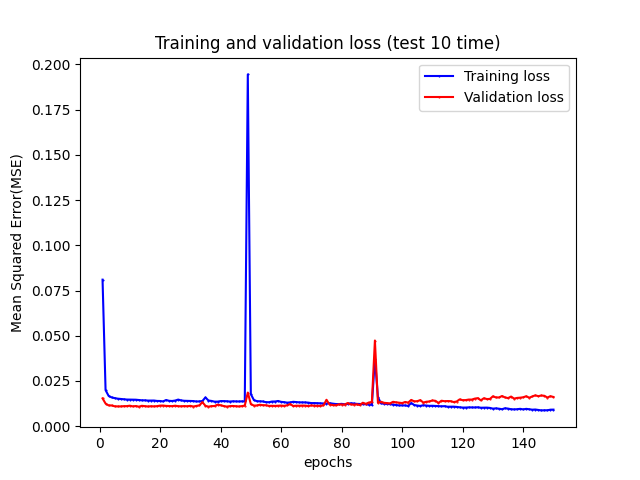 Training and validation loss (test 10 time)
Training loss
Validation loss
Mean Squared Error(MSE)
0.200
0.175
0.150
0.125
0.100
0.075
0.050
0.025
0.000
0 20 40 60 80 100 120 140
epochs